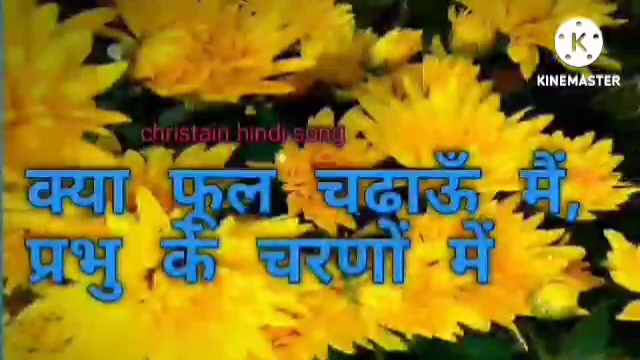 K
KINEMASTER
christain hindi song
क्या फूल चढ़ाऊँ मैं,
प्रभु के चरणों में